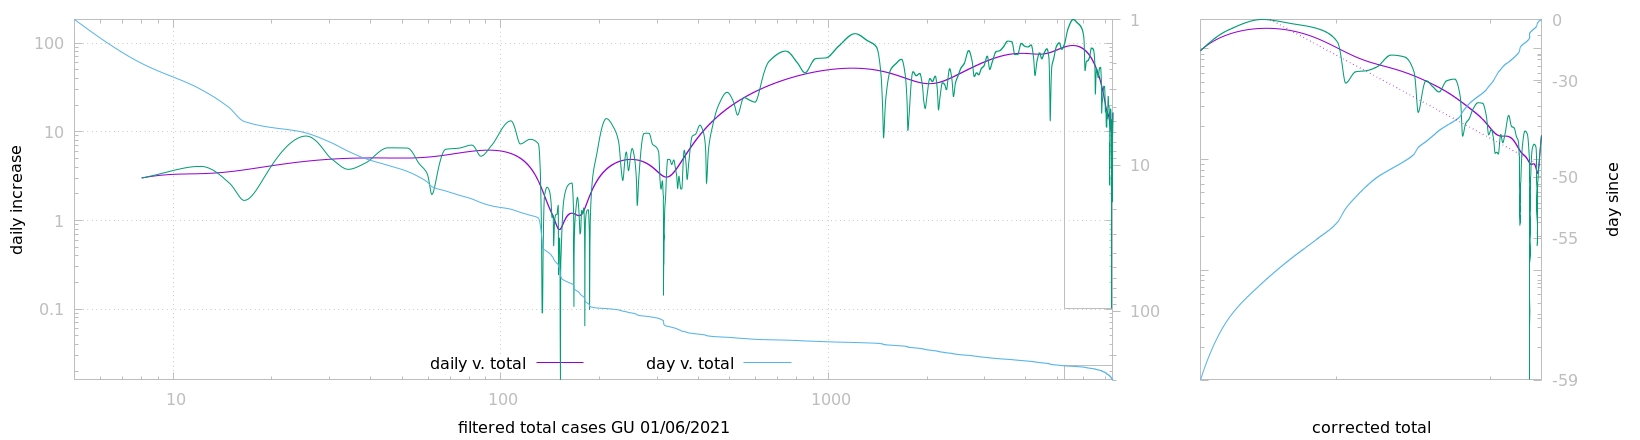 daily increase
100
10
1
0.1
10
100
1000
1
10
100
daily v. total
day v. total
filtered total cases GU 01/06/2021
0
-30
-50
-55
-59
day since
corrected total